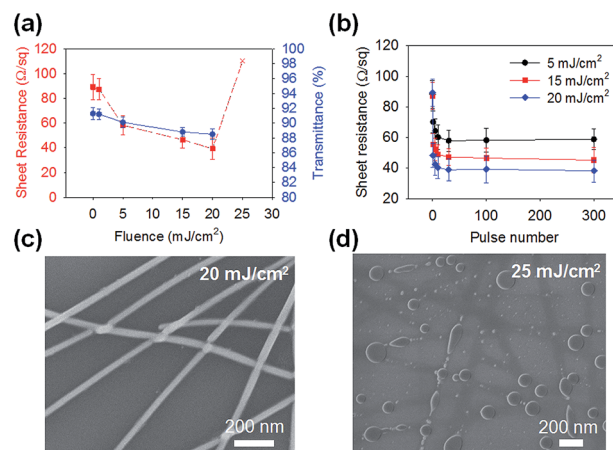 (a)
Sheet Resistance (Ω/sq)
120
100
80
60
40
20
0
98
96
94
92
90
88
86
84
82
80
Transmittance (%)
0 5 10 15 20 25 30
Fluence (mJ/cm²)
(b)
Sheet resistance (Ω/sq)
120
100
80
60
40
20
5 mJ/cm²
15 mJ/cm²
20 mJ/cm²
0 100 200 300
Pulse number
(c)
20 mJ/cm²
200 nm
(d)
25 mJ/cm²
200 nm